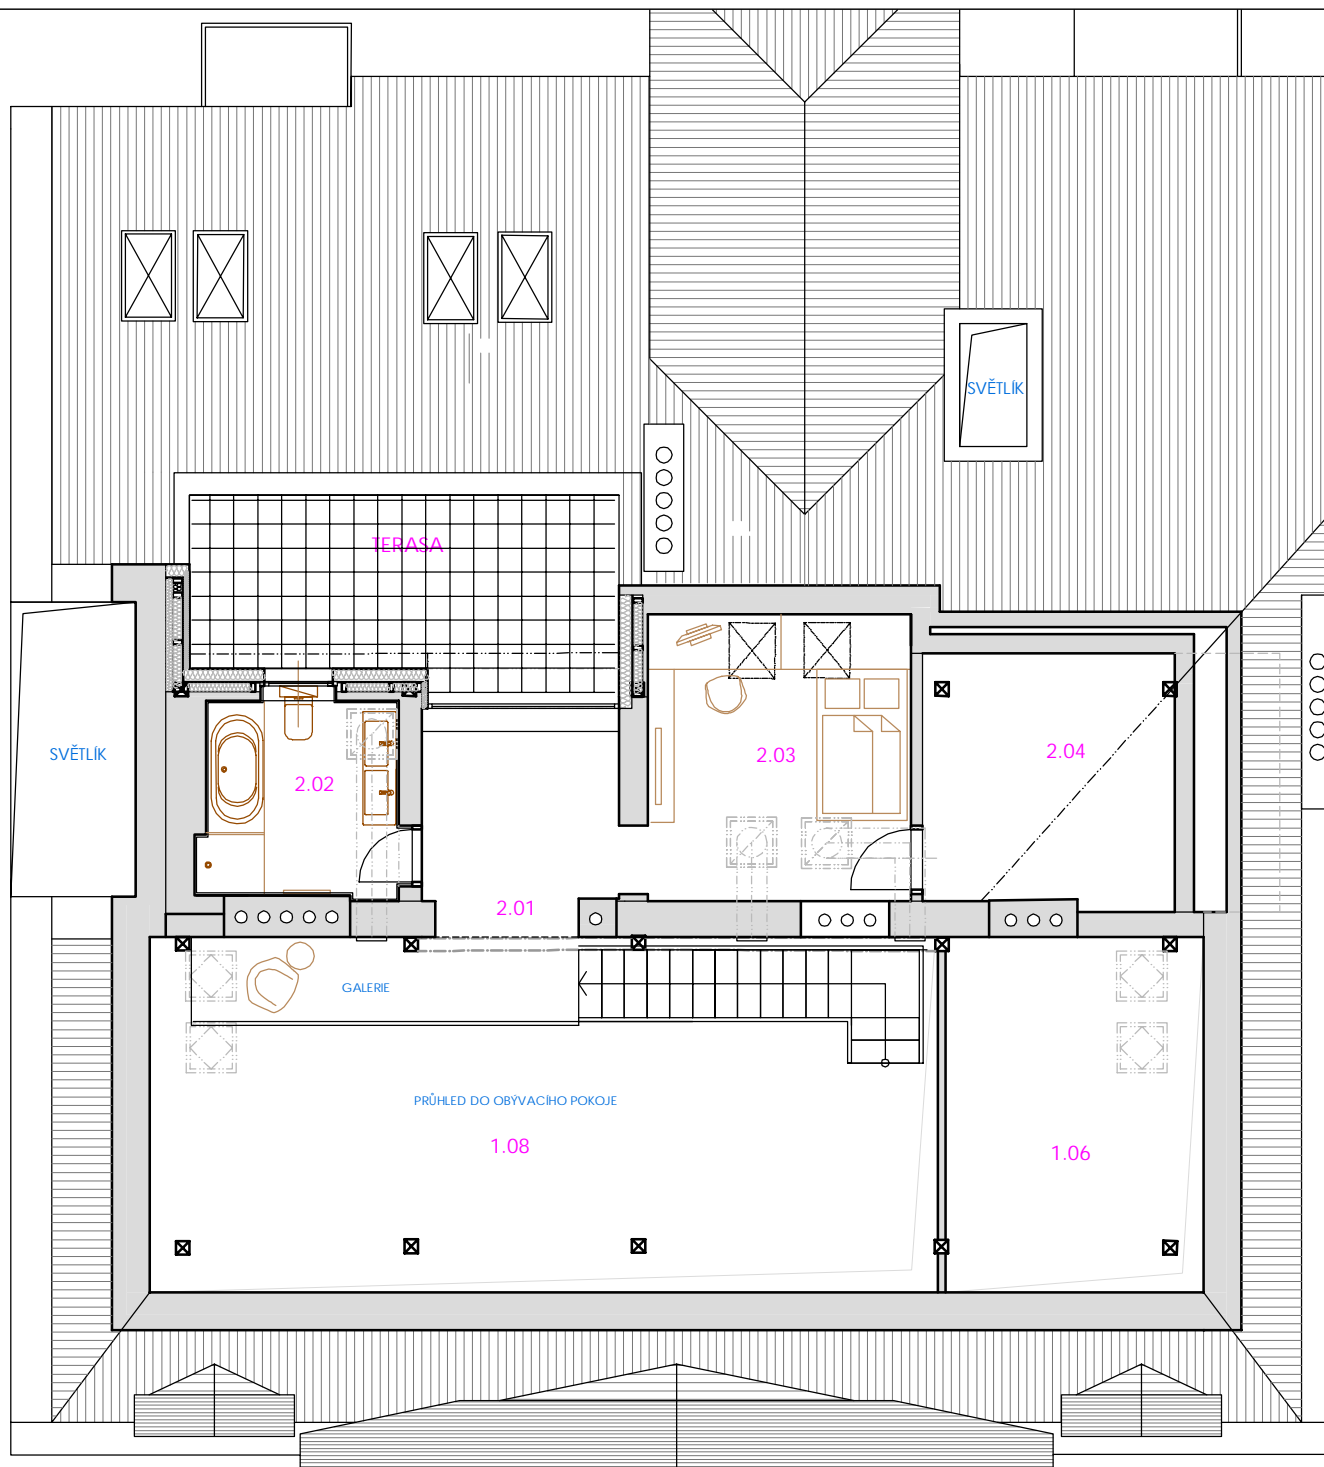 SVĚTLÍK
TERASA
SVĚTLÍK
2.02
2.03
2.04
2.01
GALERIE
PRŮHLED DO OBÝVACÍHO POKOJE
1.08
1.06